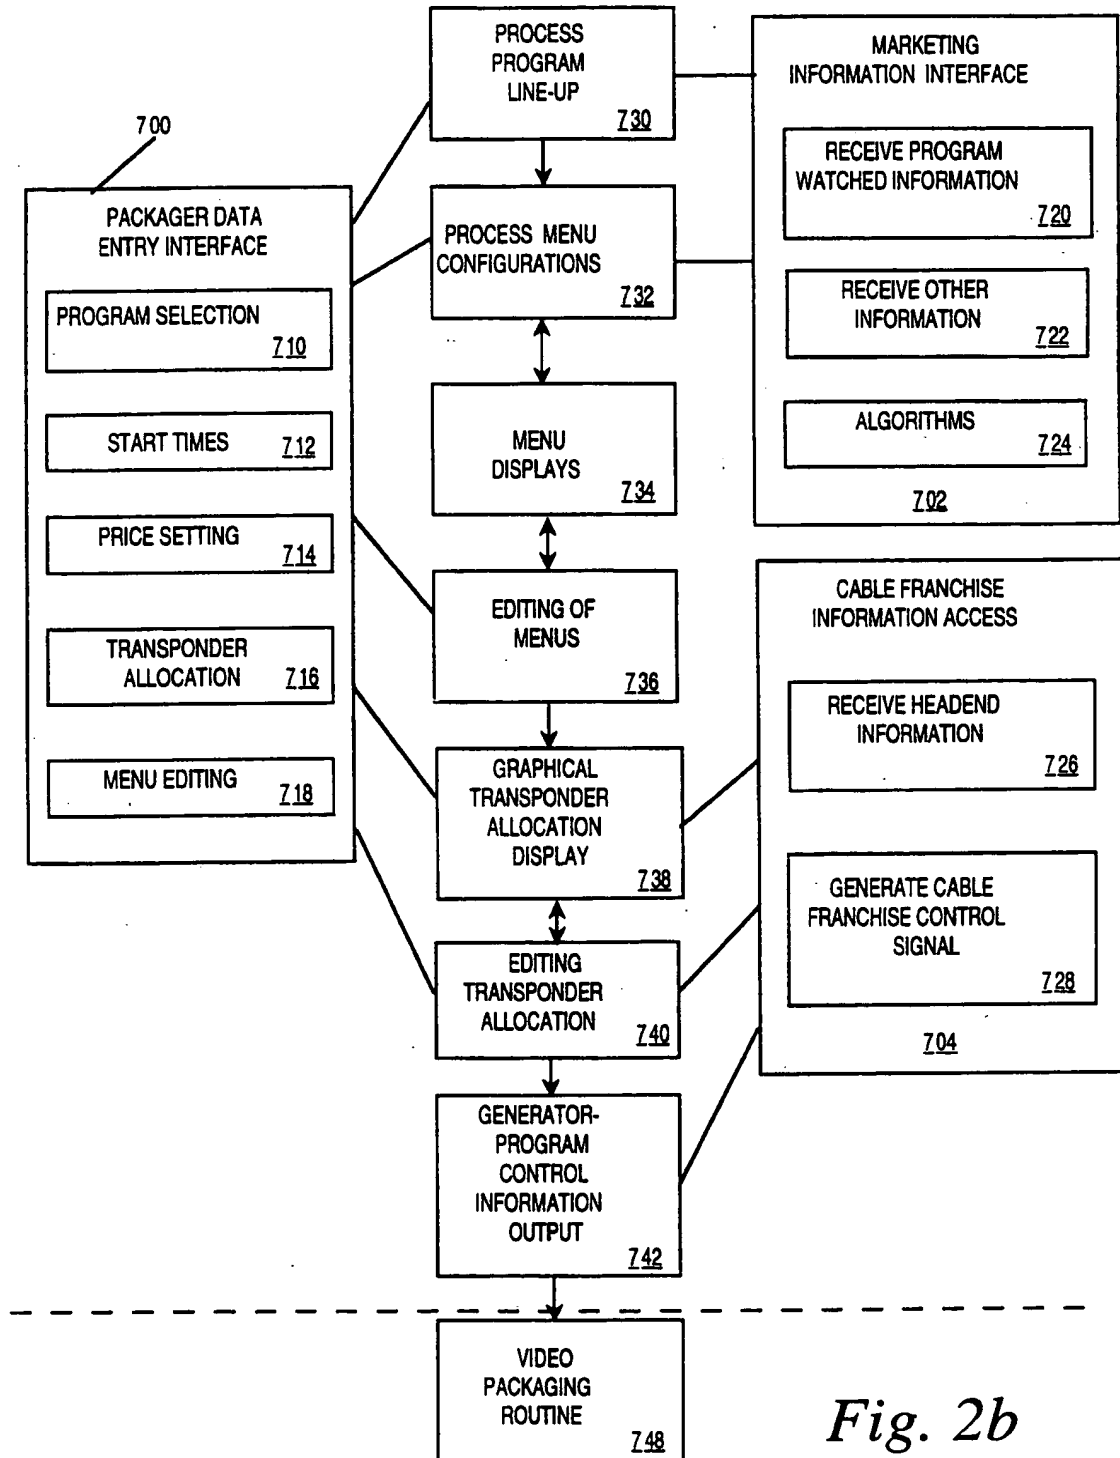 700
PACKAGER DATA
ENTRY INTERFACE
PROGRAM SELECTION
710
START TIMES 712
PRICE SETTING
714
TRANSPONDER
ALLOCATION 716
MENU EDITING 718
PROCESS
PROGRAM
LINE-UP
730
PROCESS MENU
CONFIGURATIONS
732
MENU
DISPLAYS
734
EDITING OF
MENUS
736
GRAPHICAL
TRANSPONDER
ALLOCATION
DISPLAY
738
EDITING
TRANSPONDER
ALLOCATION
740
GENERATOR-
PROGRAM
CONTROL
INFORMATION
OUTPUT
742
VIDEO
PACKAGING
ROUTINE
748
MARKETING
INFORMATION INTERFACE
RECEIVE PROGRAM
WATCHED INFORMATION
720
RECEIVE OTHER
INFORMATION
722
ALGORITHMS
724
702
CABLE FRANCHISE
INFORMATION ACCESS
RECEIVE HEADEND
INFORMATION
726
GENERATE CABLE
FRANCHISE CONTROL
SIGNAL
728
704
Fig. 2b